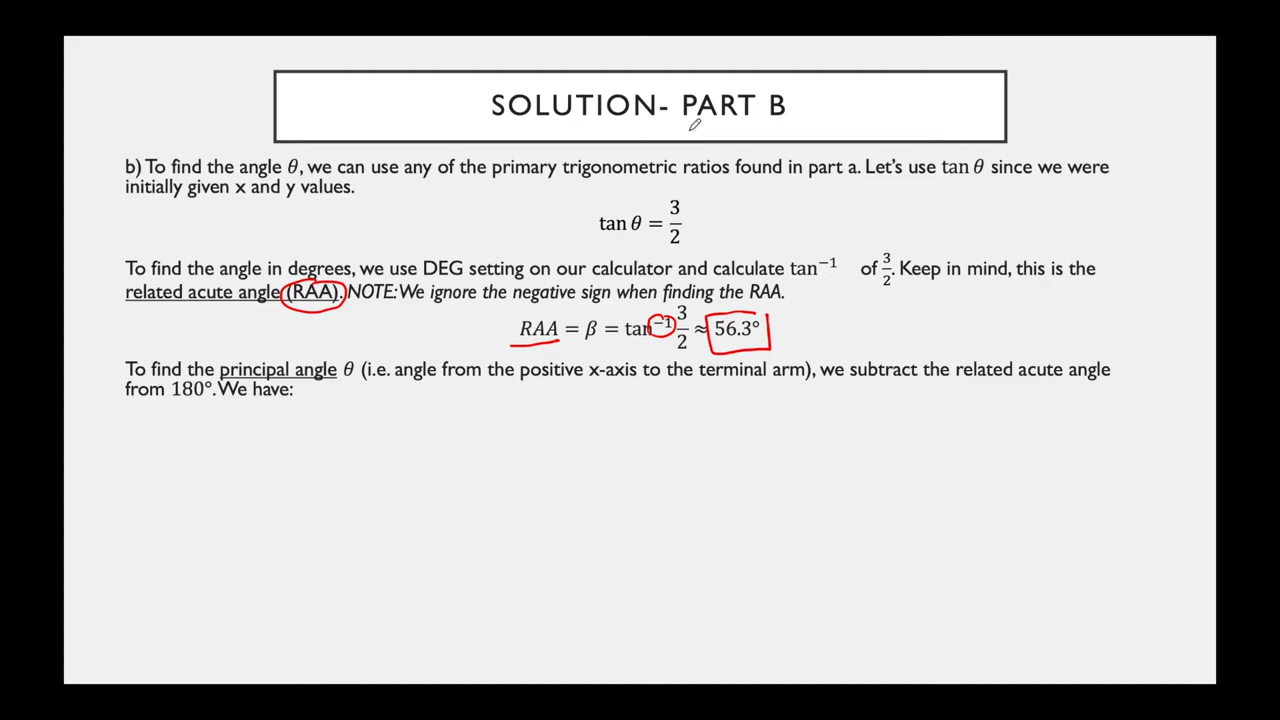 SOLUTION- PART B
b) To find the angle θ, we can use any of the primary trigonometric ratios found in part a. Let's use tan θ since we were
initially given x and y values.
tan θ = 3/2
To find the angle in degrees, we use DEG setting on our calculator and calculate tan⁻¹ of 3/2. Keep in mind, this is the
related acute angle (RAA). NOTE: We ignore the negative sign when finding the RAA.
RAA = β = tan⁻¹ 3/2 ≈ 56.3°
To find the principal angle θ (i.e. angle from the positive x-axis to the terminal arm), we subtract the related acute angle
from 180°. We have: